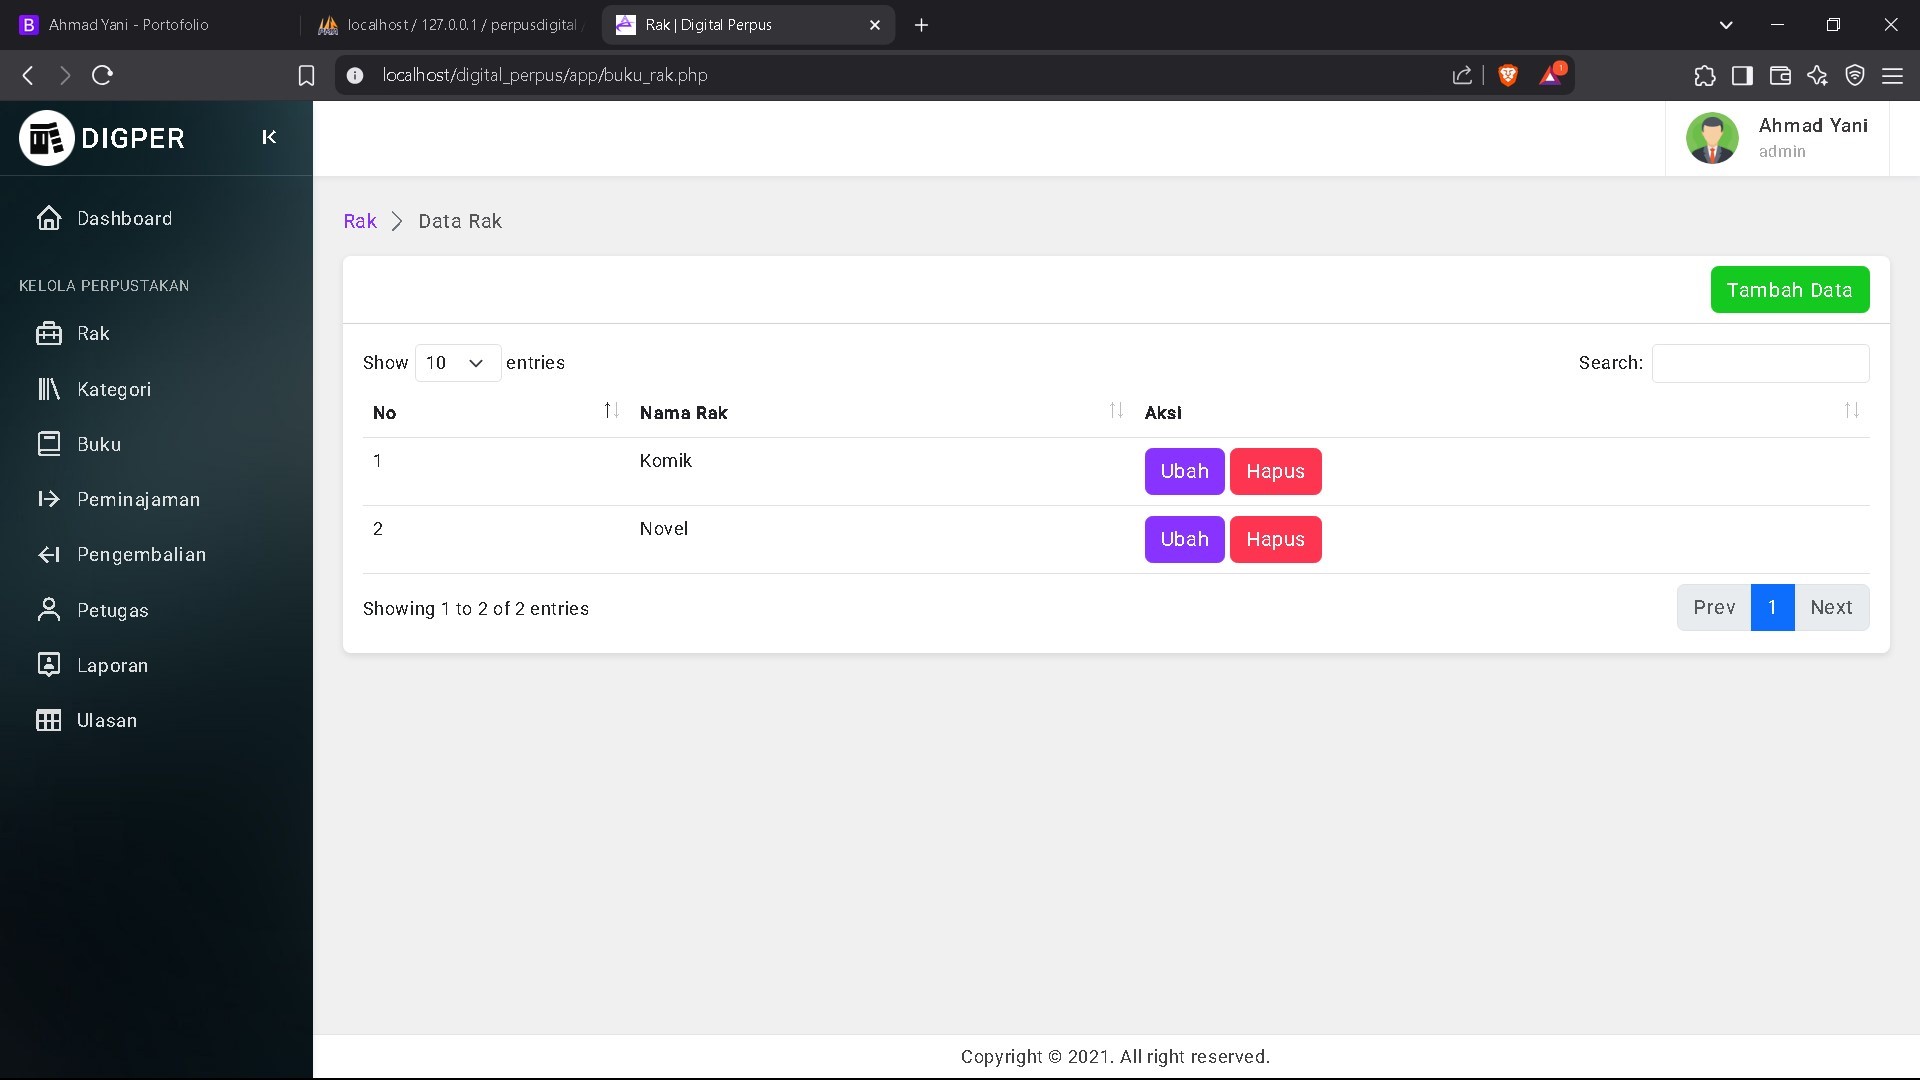 Ahmad Yani - Portofolio
localhost / 127.0.0.1 / perpusdigital
Rak | Digital Perpus
localhost/digital_perpus/app/buku_rak.php
1
DIGPER
Ahmad Yani
admin
Dashboard
KELOLA PERPUSTAKAN
Rak
Kategori
Buku
Peminajaman
Pengembalian
Petugas
Laporan
Ulasan
Rak > Data Rak
Tambah Data
Show 10 entries
Search:
No Nama Rak Aksi
1 Komik Ubah Hapus
2 Novel Ubah Hapus
Showing 1 to 2 of 2 entries
Prev 1 Next
Copyright © 2021. All right reserved.